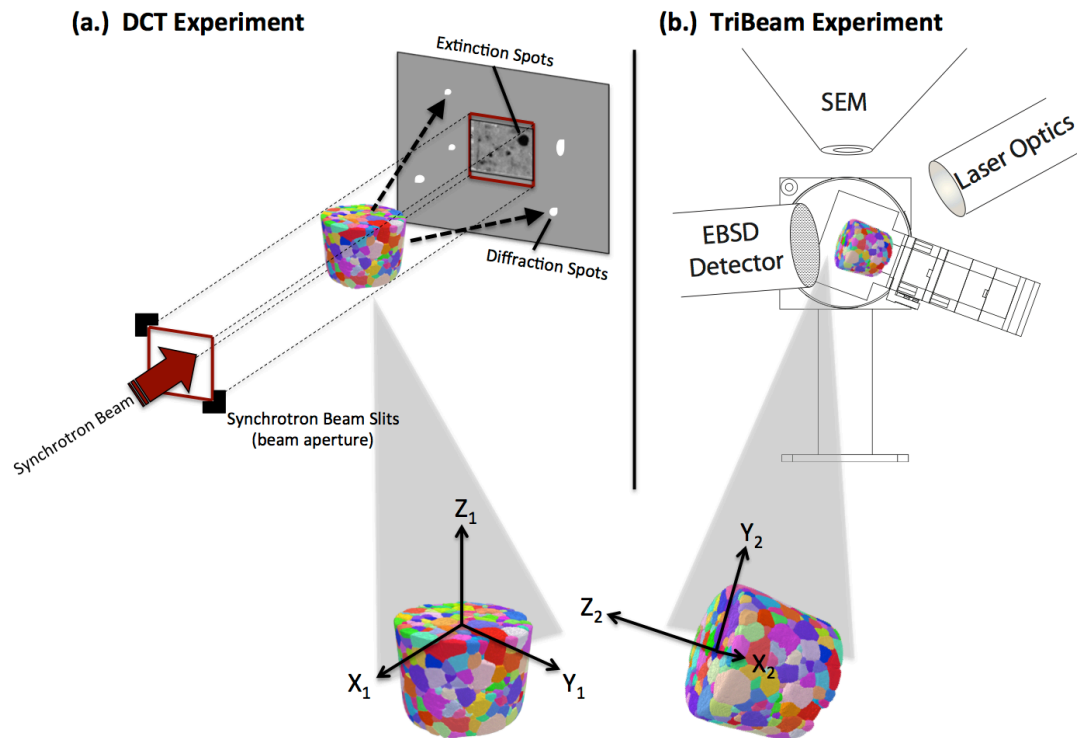 (a.) DCT Experiment
Extinction Spots
Diffraction Spots
Synchrotron Beam
Synchrotron Beam Slits
(beam aperture)
Z1
X1
Y1
(b.) TriBeam Experiment
SEM
Laser Optics
EBSD
Detector
Y2
Z2
X2